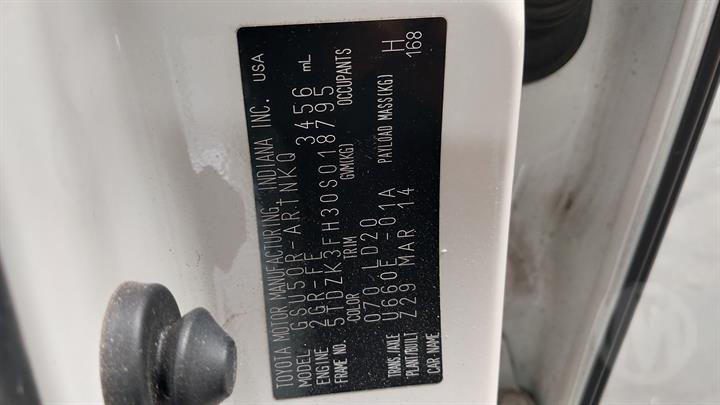 TOYOTA MOTOR MANUFACTURING, INDIANA INC. USA
MODEL GSU50R-ARTNKQ
ENGINE 2GR-FE 3456 mL
FRAME NO. 5TDZK3FH30S018795
COLOR TRIM GVM(KG) OCCUPANTS
070 LD20
TRANS./AXLE U660E -01A PAYLOAD MASS(KG)
PLANT/BUILT Z29 MAR 14 H
CAR NAME 168